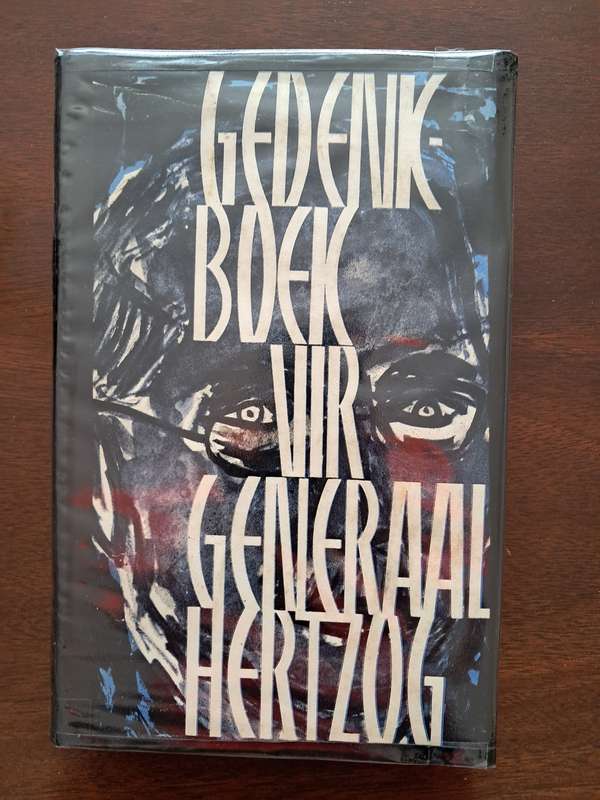 GEDENK-
BOEK
VIR
GENERAAL
HERTZOG